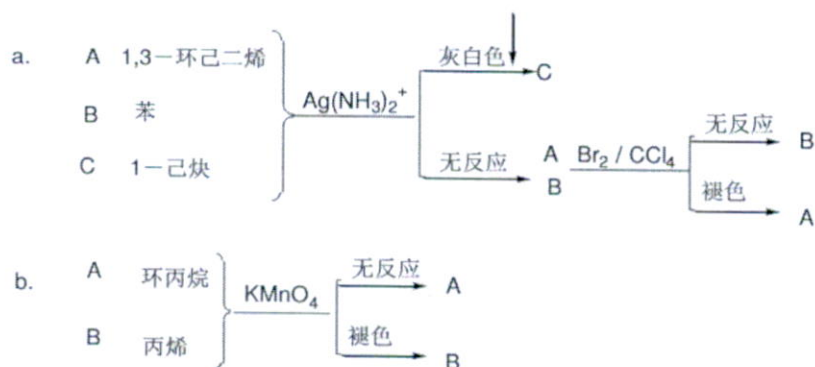 a. A 1,3-环己二烯
B 苯
C 1-己炔
Ag(NH₃)₂⁺
灰白色 C
无反应 A
B
Br₂ / CCl₄
无反应 B
褪色 A
b. A 环丙烷
B 丙烯
KMnO₄
无反应 A
褪色 B